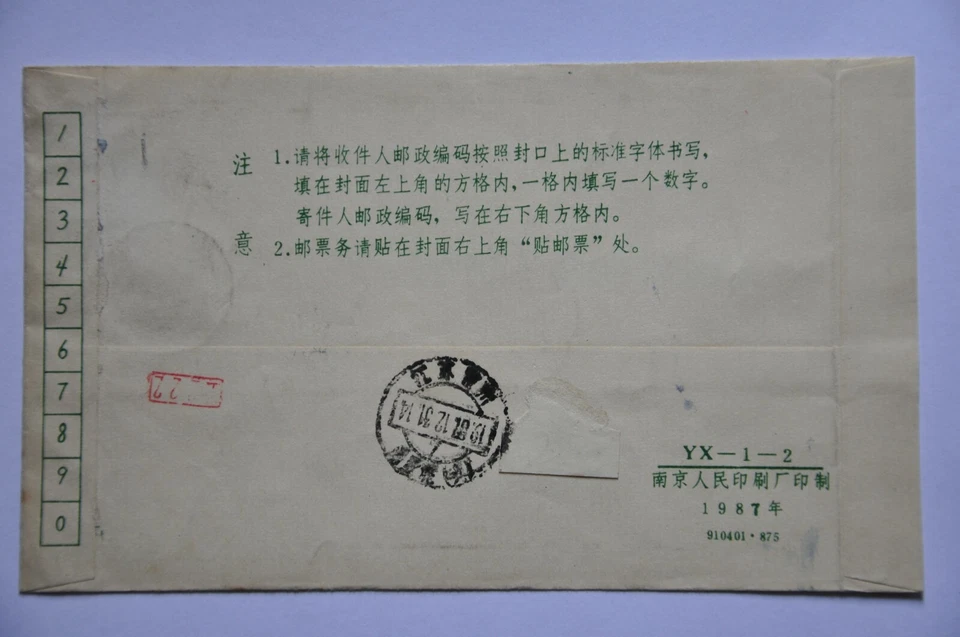 1
2
3
4
5
6
7
8
9
0
注意
1.请将收件人邮政编码按照封口上的标准字体书写，
填在封面左上角的方格内，一格内填写一个数字。
寄件人邮政编码，写在右下角方格内。
2.邮票务请贴在封面右上角“贴邮票”处。
江苏
12.31.14
YX－1－2
南京人民印刷厂印制
1987年
910401·875